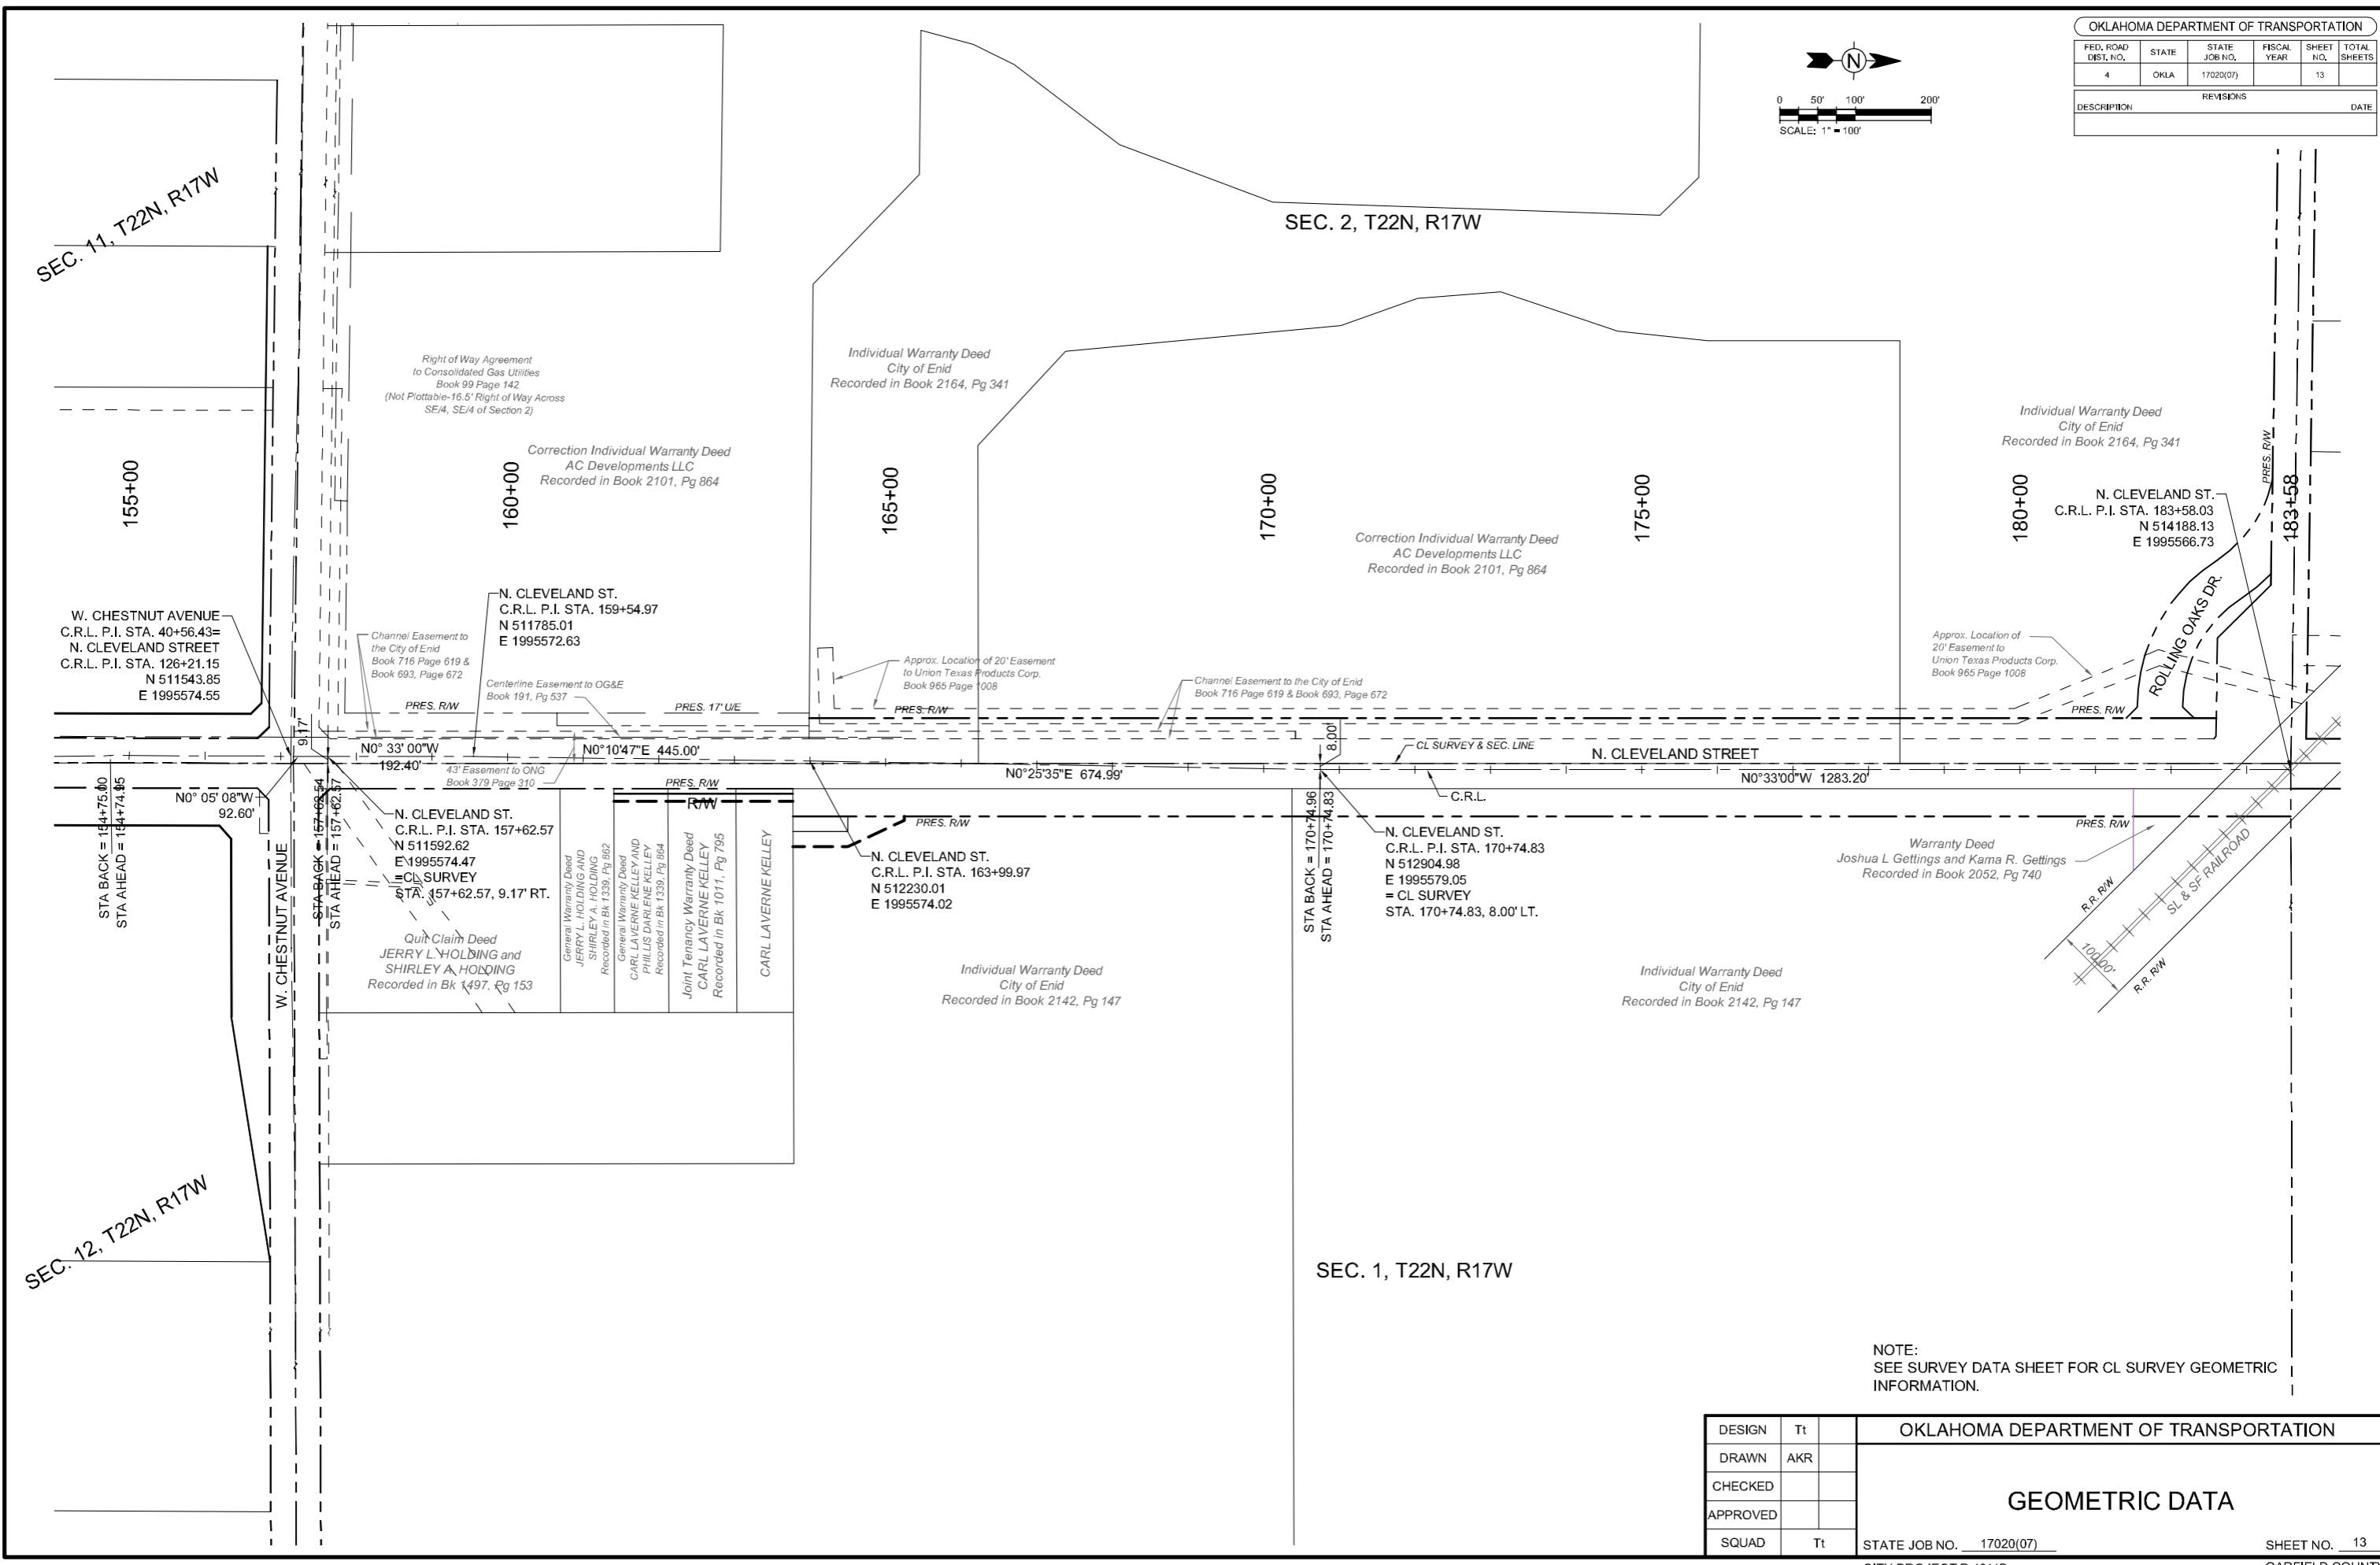 OKLAHOMA DEPARTMENT OF TRANSPORTATION
FED. ROAD DIST. NO.
STATE
STATE JOB NO.
FISCAL YEAR
SHEET NO.
TOTAL SHEETS
4
OKLA
17020(07)
13
REVISIONS
DESCRIPTION
DATE
N
0 50' 100' 200'
SCALE: 1" = 100'
SEC. 11, T22N, R17W
SEC. 2, T22N, R17W
Right of Way Agreement
to Consolidated Gas Utilities
Book 99 Page 142
(Not Plottable-16.5' Right of Way Across
SE/4, SE/4 of Section 2)
Individual Warranty Deed
City of Enid
Recorded in Book 2164, Pg 341
Individual Warranty Deed
City of Enid
Recorded in Book 2164, Pg 341
Correction Individual Warranty Deed
AC Developments LLC
Recorded in Book 2101, Pg 864
Correction Individual Warranty Deed
AC Developments LLC
Recorded in Book 2101, Pg 864
155+00
160+00
165+00
170+00
175+00
180+00
183+58
PRES. R/W
N. CLEVELAND ST.
C.R.L. P.I. STA. 183+58.03
N 514188.13
E 1995566.73
W. CHESTNUT AVENUE
C.R.L. P.I. STA. 40+56.43=
N. CLEVELAND STREET
C.R.L. P.I. STA. 126+21.15
N 511543.85
E 1995574.55
N. CLEVELAND ST.
C.R.L. P.I. STA. 159+54.97
N 511785.01
E 1995572.63
Channel Easement to
the City of Enid
Book 716 Page 619 &
Book 693, Page 672
Centerline Easement to OG&E
Book 191, Pg 537
Approx. Location of 20' Easement
to Union Texas Products Corp.
Book 965 Page 1008
Channel Easement to the City of Enid
Book 716 Page 619 & Book 693, Page 672
Approx. Location of
20' Easement to
Union Texas Products Corp.
Book 965 Page 1008
ROLLING OAKS DR.
PRES. R/W
PRES. 17' U/E
PRES. R/W
PRES. R/W
9.17'
N0° 33' 00"W
192.40'
N0°10'47"E 445.00'
43' Easement to ONG
Book 379 Page 310
PRES. R/W
R/W
N0°25'35"E 674.99'
8.00'
CL SURVEY & SEC. LINE
N. CLEVELAND STREET
N0°33'00"W 1283.20'
C.R.L.
N0° 05' 08"W
92.60'
STA BACK = 154+75.00
STA AHEAD = 154+74.95
STA BACK = 157+62.54
STA AHEAD = 157+62.57
W. CHESTNUT AVENUE
N. CLEVELAND ST.
C.R.L. P.I. STA. 157+62.57
N 511592.62
E 1995574.47
=CL SURVEY
STA. 157+62.57, 9.17' RT.
Quit Claim Deed
JERRY L. HOLDING and
SHIRLEY A. HOLDING
Recorded in Bk 1497, Pg 153
General Warranty Deed
JERRY L. HOLDING AND
SHIRLEY A. HOLDING
Recorded in Bk 1339, Pg 862
General Warranty Deed
CARL LAVERNE KELLEY AND
PHILLIS DARLENE KELLEY
Recorded in Bk 1339, Pg 864
Joint Tenancy Warranty Deed
CARL LAVERNE KELLEY
Recorded in Bk 1011, Pg 795
CARL LAVERNE KELLEY
PRES. R/W
N. CLEVELAND ST.
C.R.L. P.I. STA. 163+99.97
N 512230.01
E 1995574.02
STA BACK = 170+74.96
STA AHEAD = 170+74.83
N. CLEVELAND ST.
C.R.L. P.I. STA. 170+74.83
N 512904.98
E 1995579.05
= CL SURVEY
STA. 170+74.83, 8.00' LT.
PRES. R/W
Warranty Deed
Joshua L Gettings and Kama R. Gettings
Recorded in Book 2052, Pg 740
R.R. R/W
SL & SF RAILROAD
100.00'
R.R. R/W
Individual Warranty Deed
City of Enid
Recorded in Book 2142, Pg 147
Individual Warranty Deed
City of Enid
Recorded in Book 2142, Pg 147
SEC. 12, T22N, R17W
SEC. 1, T22N, R17W
NOTE:
SEE SURVEY DATA SHEET FOR CL SURVEY GEOMETRIC
INFORMATION.
DESIGN Tt
DRAWN AKR
CHECKED
APPROVED
SQUAD Tt
OKLAHOMA DEPARTMENT OF TRANSPORTATION
GEOMETRIC DATA
STATE JOB NO. 17020(07)
SHEET NO. 13